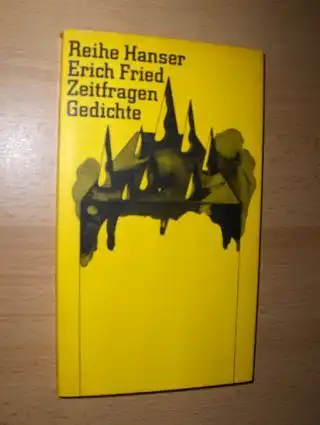 Reihe Hanser
Erich Fried
Zeitfragen
Gedichte